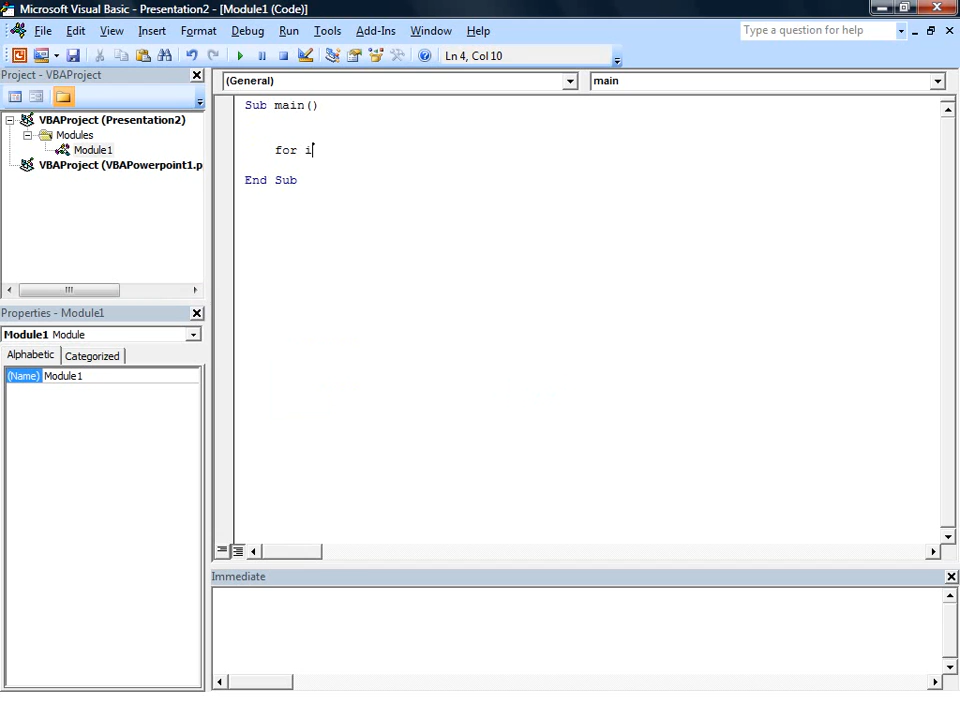 Microsoft Visual Basic - Presentation2 - [Module1 (Code)]
File Edit View Insert Format Debug Run Tools Add-Ins Window Help
Type a question for help
Ln 4, Col 10
Project - VBAProject
(General)
main
VBAProject (Presentation2)
Modules
Module1
VBAProject (VBAPowerpoint1.p
Sub main()
for i
End Sub
Properties - Module1
Module1 Module
Alphabetic Categorized
(Name) Module1
Immediate